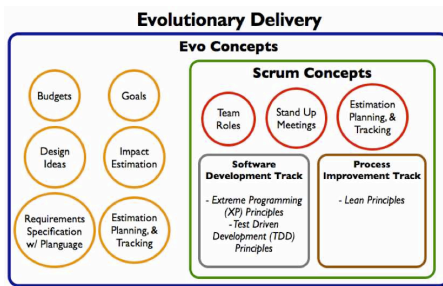 Evolutionary Delivery
Evo Concepts
Budgets
Goals
Design
Ideas
Impact
Estimation
Requirements
Specification
w/ Planguage
Estimation
Planning, &
Tracking
Scrum Concepts
Team
Roles
Stand Up
Meetings
Estimation
Planning, &
Tracking
Software
Development Track
- Extreme Programming
(XP) Principles
- Test Driven
Development (TDD)
Principles
Process
Improvement Track
- Lean Principles